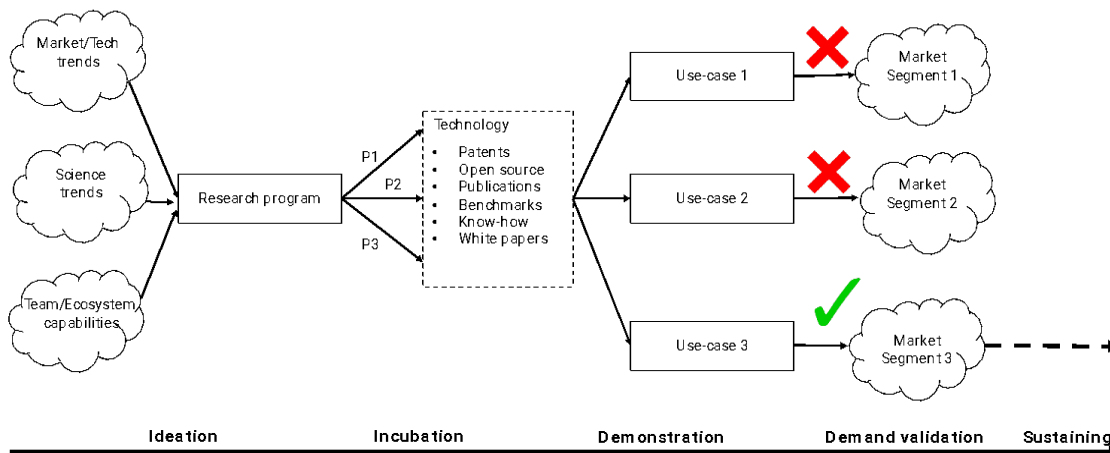 Market/Tech
trends
Science
trends
Team/Ecosystem
capabilities
Research program
P1
P2
P3
Technology
• Patents
• Open source
• Publications
• Benchmarks
• Know-how
• White papers
Use-case 1
Use-case 2
Use-case 3
Market
Segment 1
Market
Segment 2
Market
Segment 3
Ideation
Incubation
Demonstration
Demand validation
Sustaining